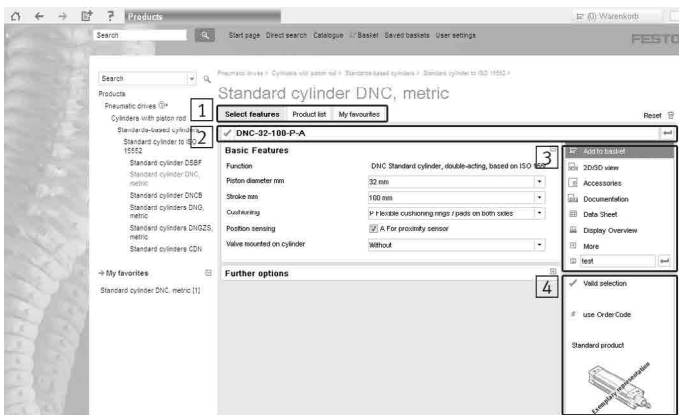 ? Products
(0) Warenkorb
Search
Start page Direct search Catalogue Basket Saved baskets User settings
FESTO
Search
Products
Pneumatic drives
Cylinders with piston rod
Standards-based cylinders
Standard cylinder to ISO
15552
Standard cylinder DSBF
Standard cylinder DNC,
metric
Standard cylinder DNCB
Standard cylinders DNG,
metric
Standard cylinders DNGZS,
metric
Standard cylinders CDN
→ My favorites
Standard cylinder DNC, metric [1]
Pneumatic drives > Cylinders with piston rod > Standards-based cylinders > Standard cylinder to ISO 15552 >
Standard cylinder DNC, metric
1
Select features Product list My favourites
Reset
2
DNC-32-100-P-A
Basic Features
Function DNC Standard cylinder, double-acting, based on ISO
Piston diameter mm 32 mm
Stroke mm 100 mm
Cushioning P Flexible cushioning rings / pads on both sides
Position sensing A For proximity sensor
Valve mounted on cylinder Without
Further options
3
Add to basket
2D/3D view
Accessories
Documentation
Data Sheet
Display Overview
More
test
4
Valid selection
# use OrderCode
Standard product
Exemplary representation